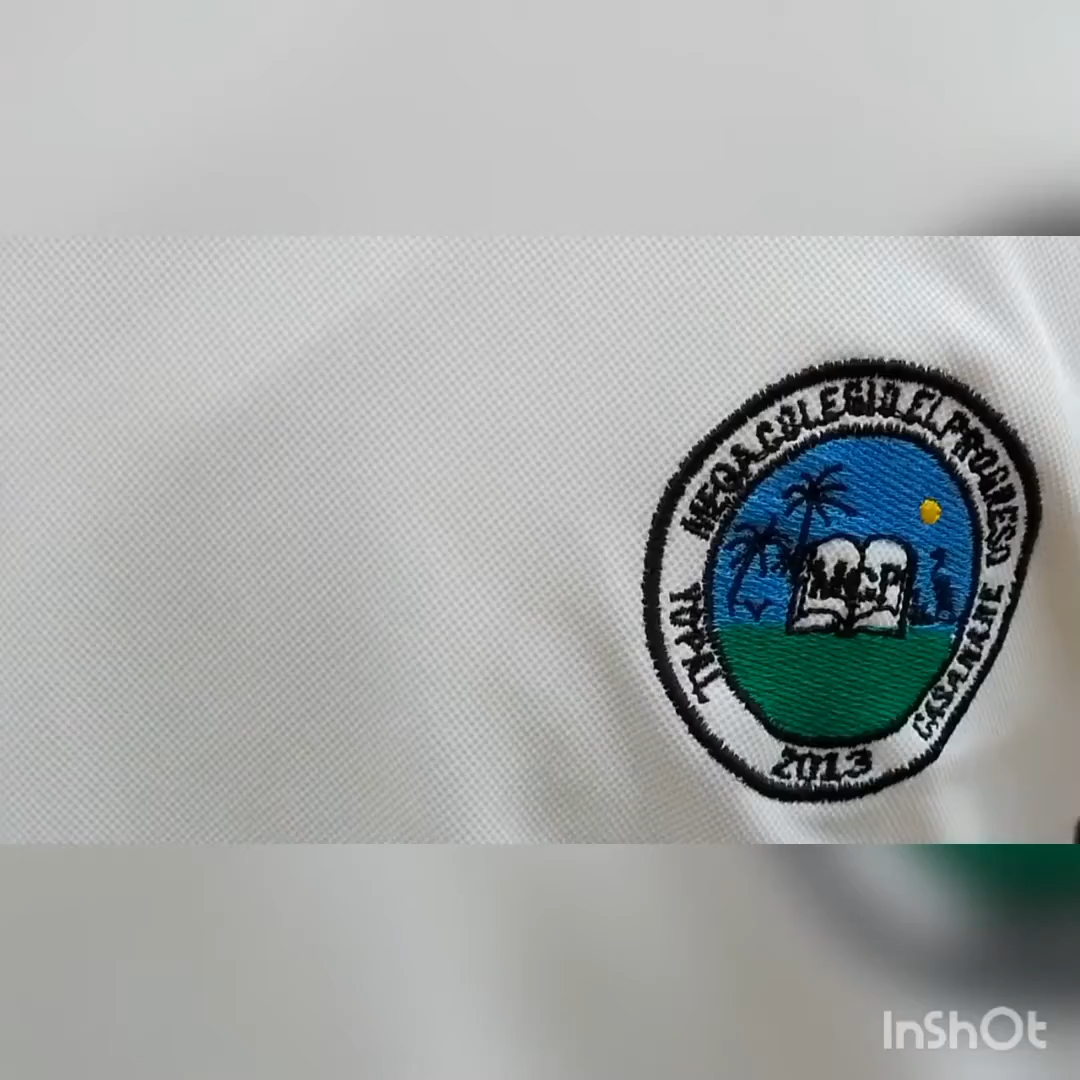 MEGA COLEGIO EL PROGRESO
YOPAL
CASANARE
MCP
2013
InShOt